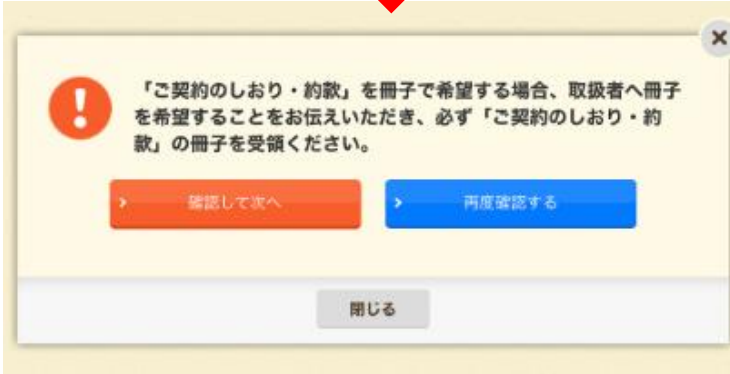 「ご契約のしおり・約款」を冊子で希望する場合、取扱者へ冊子
を希望することをお伝えいただき、必ず「ご契約のしおり・約
款」の冊子を受領ください。
確認して次へ
再度確認する
閉じる